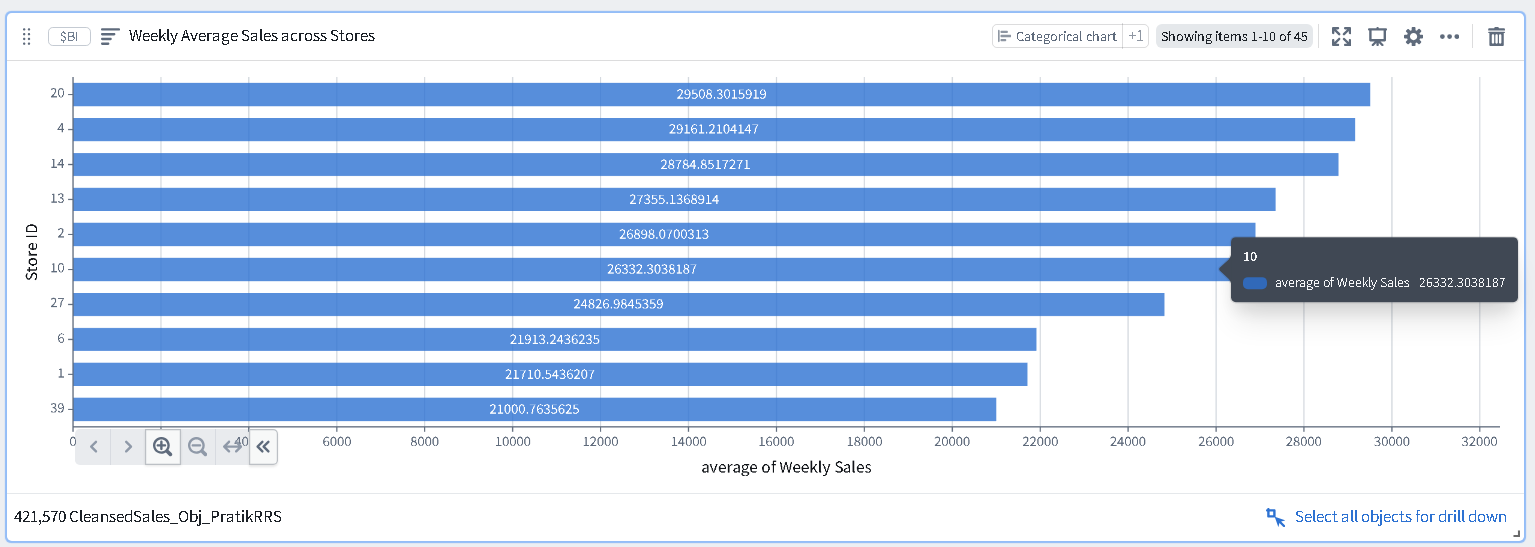 $BI Weekly Average Sales across Stores Categorical chart +1 Showing items 1-10 of 45
20 29508.3015919
4 29161.2104147
14 28784.8517271
13 27355.1368914
2 26898.0700313
10 26332.3038187
27 24826.9845359
6 21913.2436235
1 21710.5436207
39 21000.7635625
Store ID
10
average of Weekly Sales 26332.3038187
0 40 6000 8000 10000 12000 14000 16000 18000 20000 22000 24000 26000 28000 30000 32000
average of Weekly Sales
421,570 CleansedSales_Obj_PratikRRS Select all objects for drill down